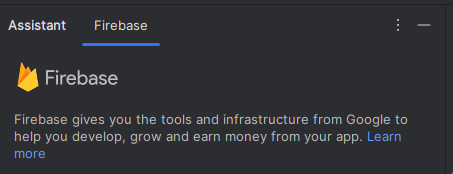 Assistant Firebase
Firebase
Firebase gives you the tools and infrastructure from Google to
help you develop, grow and earn money from your app. Learn
more